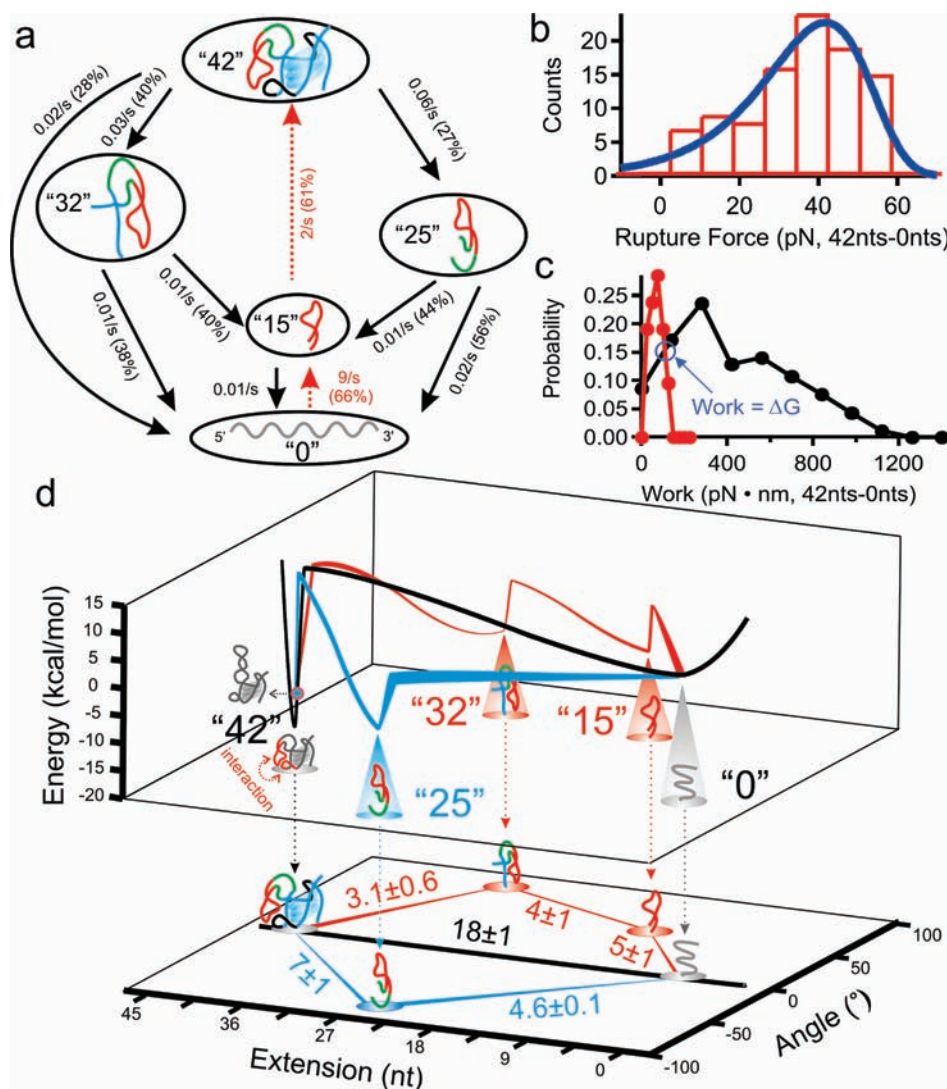 a
"42"
0.02/s (28%)
0.03/s (40%)
0.06/s (27%)
2/s (61%)
"32"
"25"
0.01/s (38%)
0.01/s (40%)
"15"
0.01/s (44%)
0.02/s (56%)
0.01/s
9/s
(66%)
5'
3'
"0"
b
Counts
20
15
10
5
0
0
20
40
60
Rupture Force (pN, 42nts-0nts)
c
Probability
0.25
0.20
0.15
0.10
0.05
0.00
Work = ΔG
0
400
800
1200
Work (pN • nm, 42nts-0nts)
d
Energy (kcal/mol)
15
10
5
0
-5
-10
-15
-20
"42"
interaction
"25"
"32"
"15"
"0"
3.1±0.6
4±1
18±1
5±1
7±1
4.6±0.1
45
36
27
18
9
0
Extension (nt)
-100
-50
0
50
100
Angle (°)